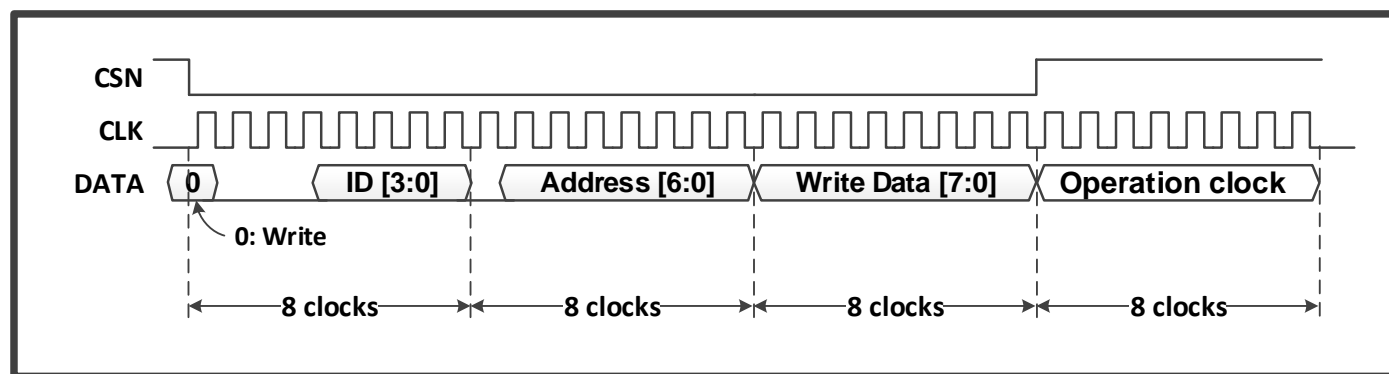 CSN
CLK
DATA 0 ID [3:0] Address [6:0] Write Data [7:0] Operation clock
0: Write
8 clocks 8 clocks 8 clocks 8 clocks